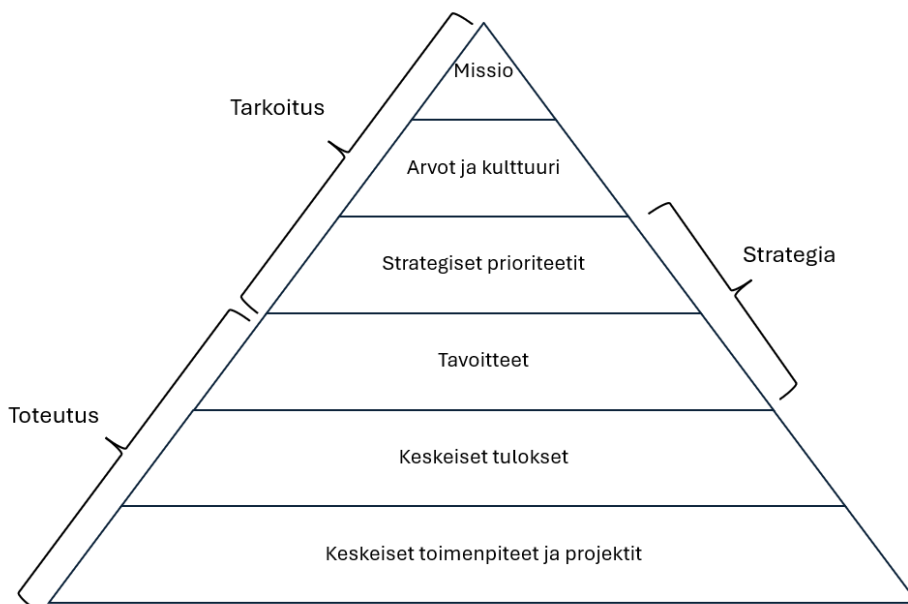 Missio
Tarkoitus
Arvot ja kulttuuri
Strategiset prioriteetit
Strategia
Tavoitteet
Toteutus
Keskeiset tulokset
Keskeiset toimenpiteet ja projektit